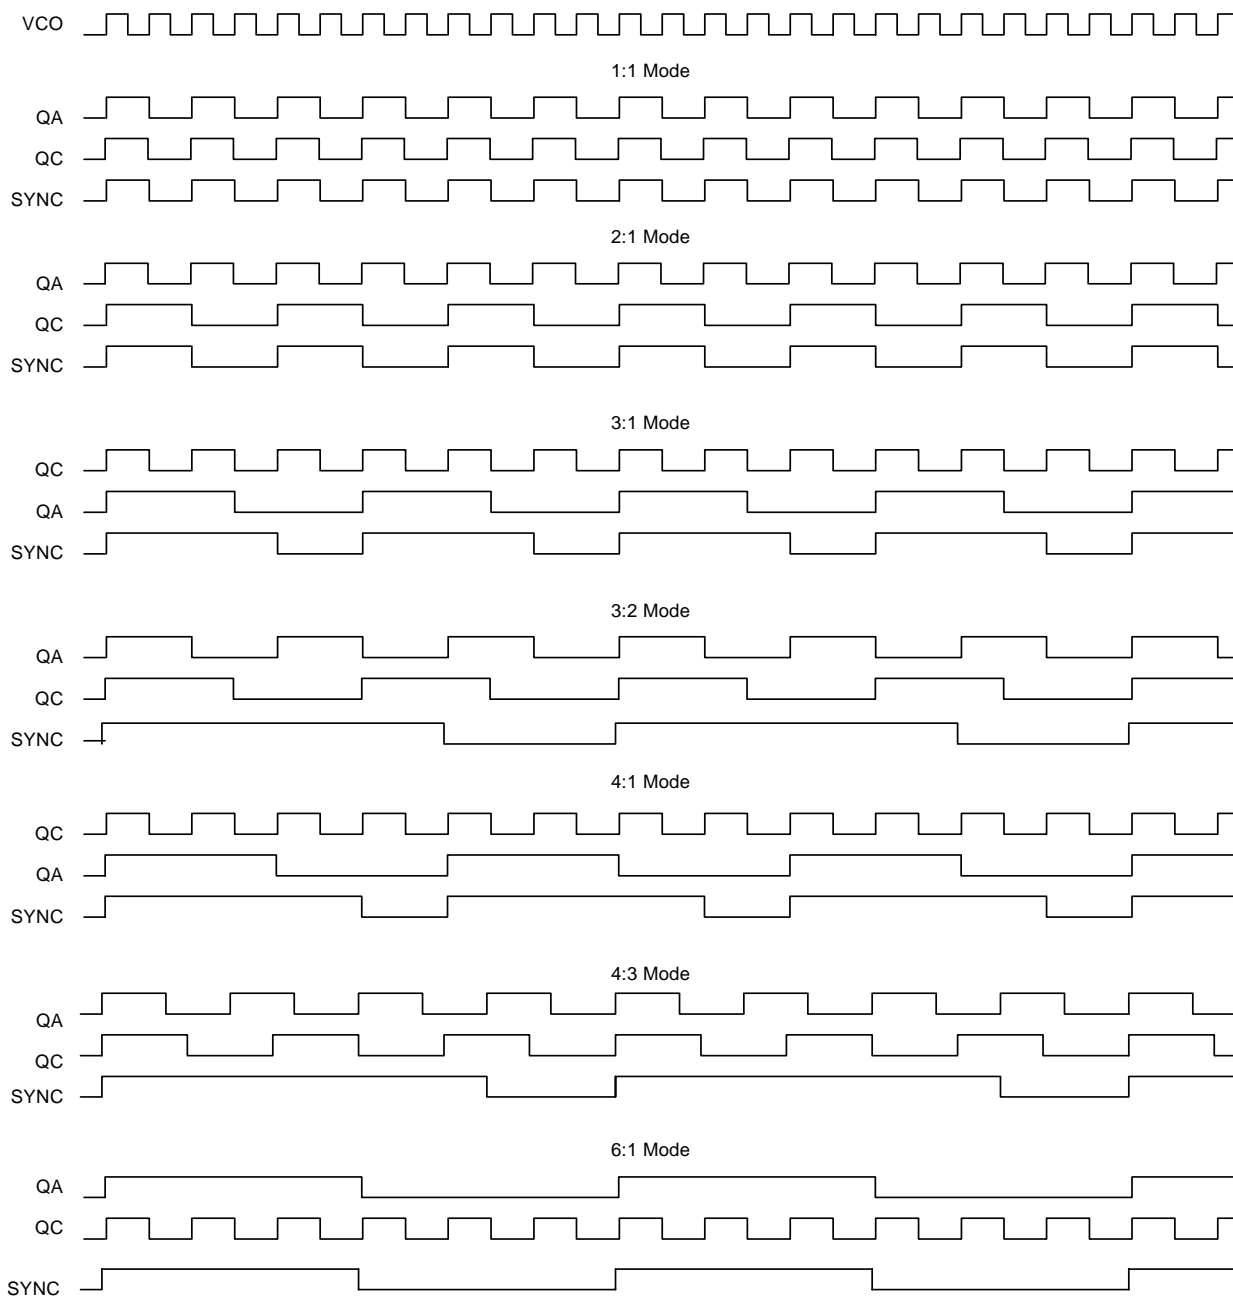 VCO
1:1 Mode
QA
QC
SYNC
2:1 Mode
QA
QC
SYNC
3:1 Mode
QC
QA
SYNC
3:2 Mode
QA
QC
SYNC
4:1 Mode
QC
QA
SYNC
4:3 Mode
QA
QC
SYNC
6:1 Mode
QA
QC
SYNC